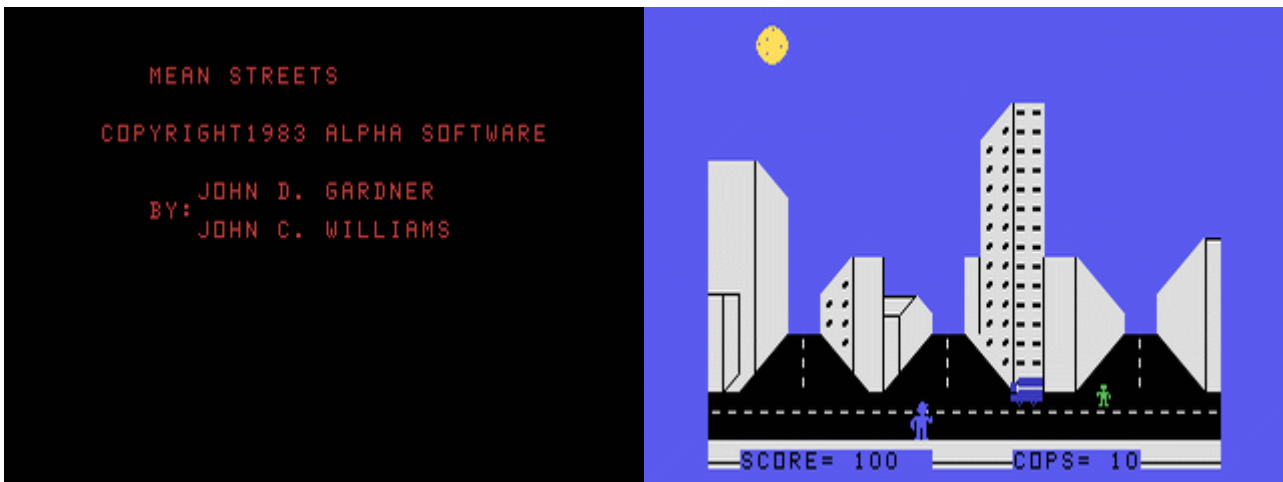 MEAN STREETS
COPYRIGHT1983 ALPHA SOFTWARE
JOHN D. GARDNER
BY:
JOHN C. WILLIAMS
SCORE= 100 COPS= 10